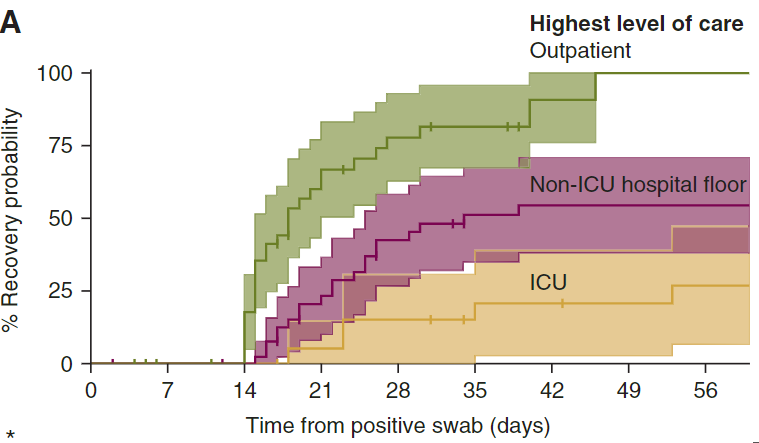 A
Highest level of care
Outpatient
100
75
% Recovery probability
Non-ICU hospital floor
50
25
ICU
0
0 7 14 21 28 35 42 49 56
Time from positive swab (days)
*